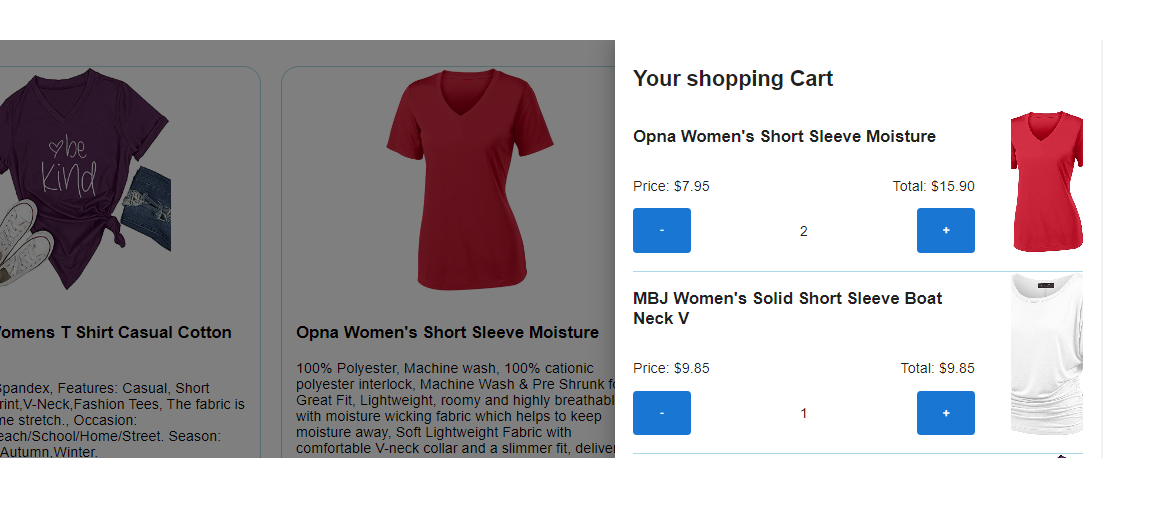 be
kind
omens T Shirt Casual Cotton
Spandex, Features: Casual, Short
rint,V-Neck,Fashion Tees, The fabric is
me stretch., Occasion:
each/School/Home/Street. Season:
Autumn,Winter.
Opna Women's Short Sleeve Moisture
100% Polyester, Machine wash, 100% cationic
polyester interlock, Machine Wash & Pre Shrunk fo
Great Fit, Lightweight, roomy and highly breathabl
with moisture wicking fabric which helps to keep
moisture away, Soft Lightweight Fabric with
comfortable V-neck collar and a slimmer fit, deliver
Your shopping Cart
Opna Women's Short Sleeve Moisture
Price: $7.95 Total: $15.90
- 2 +
MBJ Women's Solid Short Sleeve Boat
Neck V
Price: $9.85 Total: $9.85
- 1 +